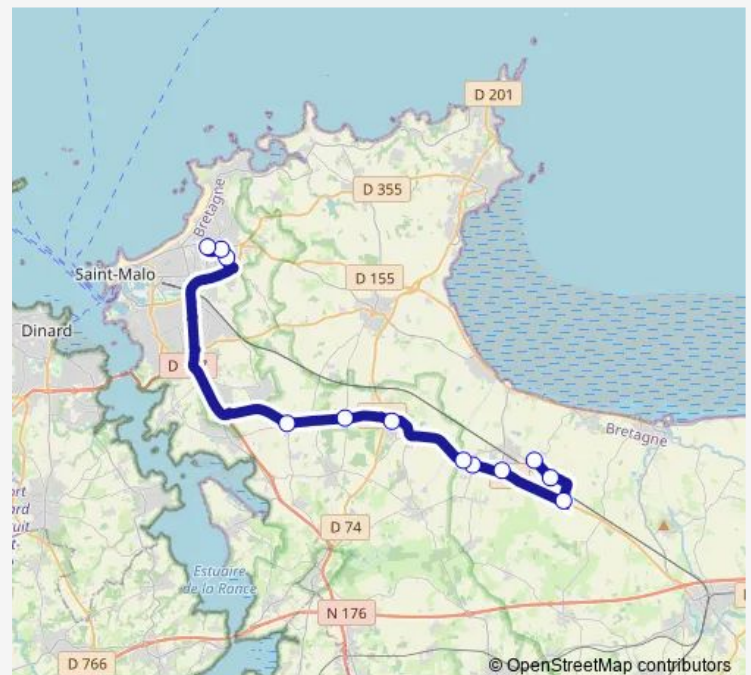 D 201
Bretagne
D 355
Saint-Malo
D 155
Dinard
D
Bretagne
D 74
Estuaire
de la Rance
N 176
D 766
© OpenStreetMap contributors